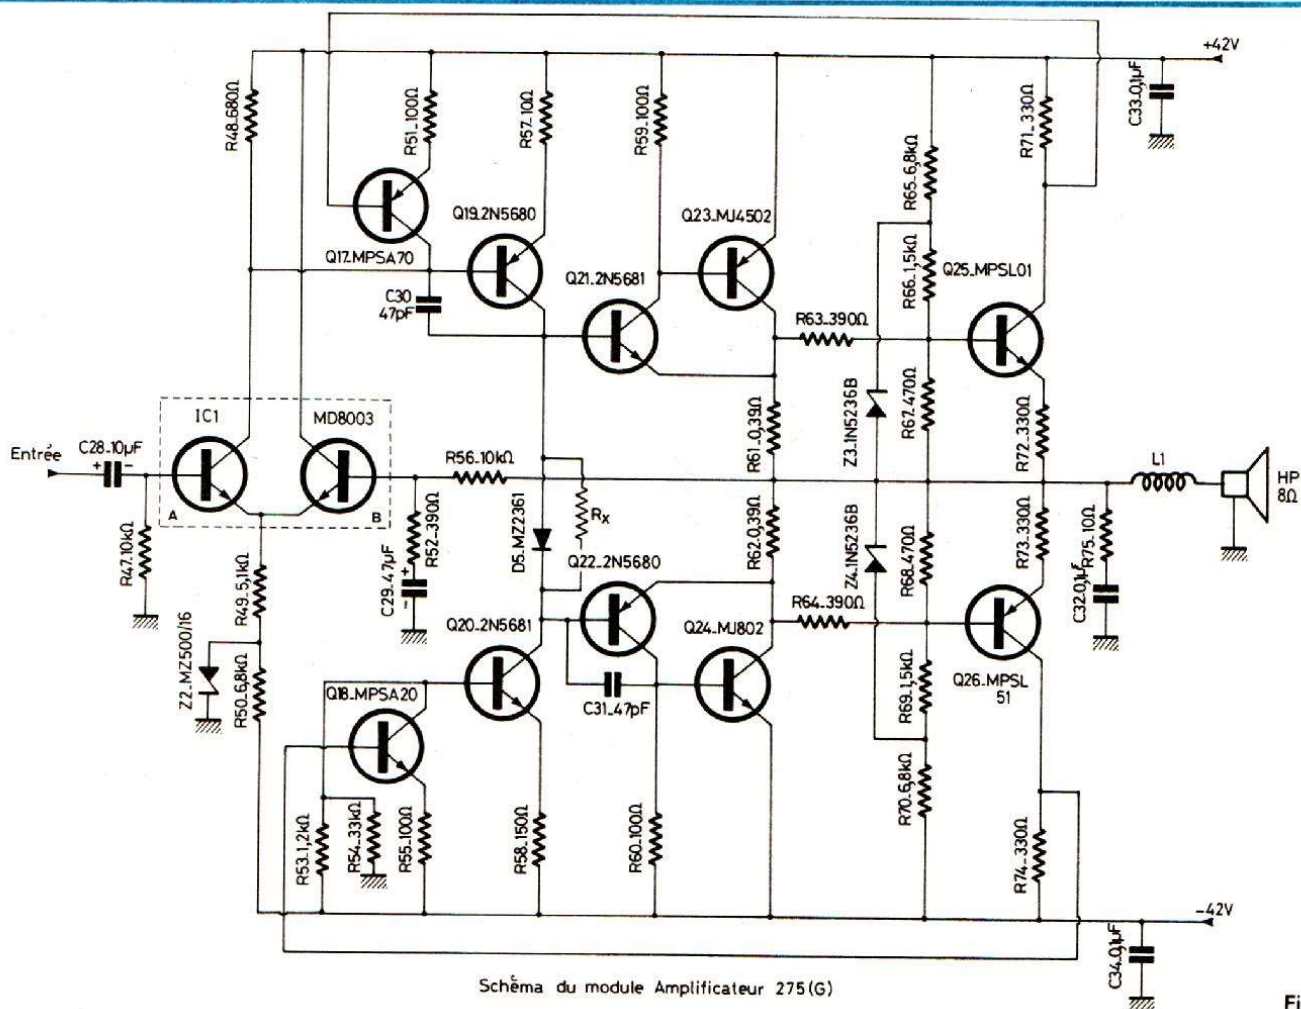 +42V
R48_680Ω
R51_100Ω
R57_10Ω
R59_100Ω
R65_6,8kΩ
R71_330Ω
C33_0,1µF
Q17_MPSA70
Q19_2N5680
Q23_MJ4502
C30
47pF
Q21_2N5681
R66_1,5kΩ
Q25_MPSL01
R63_390Ω
IC1
MD8003
Entrée
C28_10µF
+
-
A
B
R56_10kΩ
R61_0,39Ω
Z3_1N5236B
R67_470Ω
R72_330Ω
L1
HP
8Ω
R47_10kΩ
R49_5,1kΩ
R52_390Ω
C29_47µF
+
-
D5_MZ2361
Rx
Q22_2N5680
R62_0,39Ω
Z4_1N5236B
R68_470Ω
R73_330Ω
R75_10Ω
C32_0,1µF
R64_390Ω
Z2_MZ500/16
R50_6,8kΩ
Q20_2N5681
Q24_MJ802
Q18_MPSA20
C31_47pF
R69_1,5kΩ
Q26_MPSL
51
R53_1,2kΩ
R54_33kΩ
R55_100Ω
R58_150Ω
R60_100Ω
R70_6,8kΩ
R74_330Ω
-42V
C34_0,1µF
Schéma du module Amplificateur 275(G)
Fi